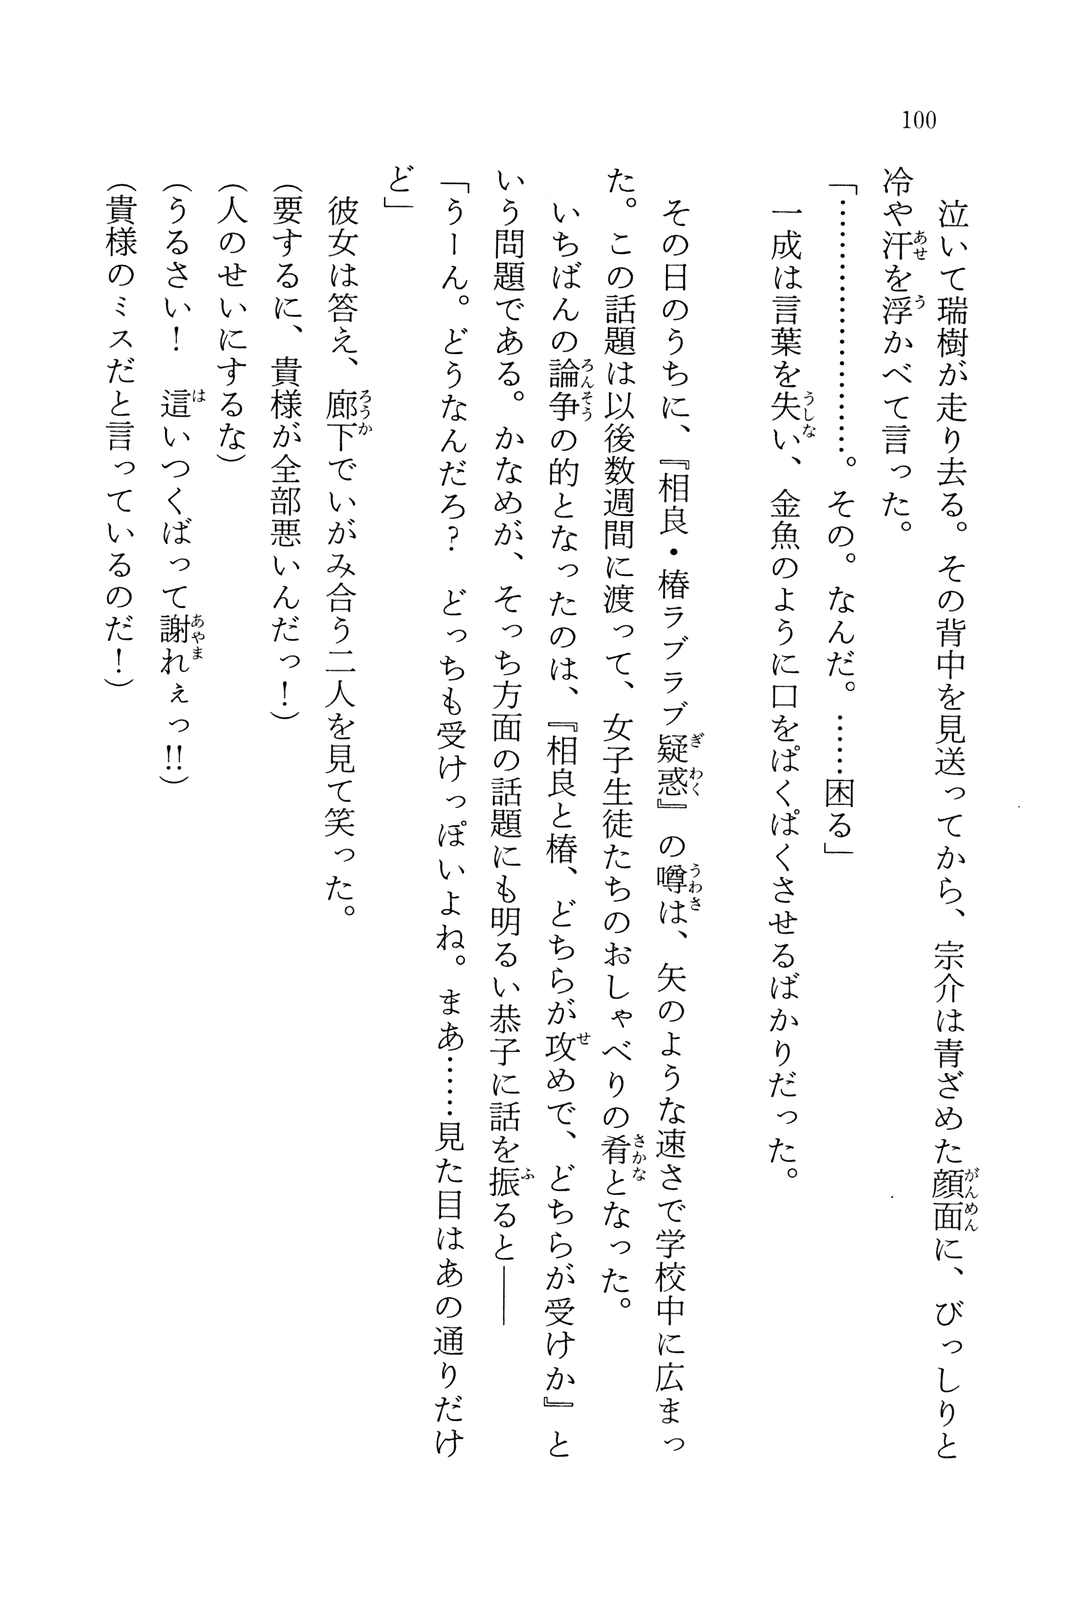 100
泣いて瑞樹が走り去る。その背中を見送ってから、宗介は青ざめた顔面に、びっしりと
冷や汗を浮かべて言った。
「……………………。その。なんだ。……困る」
一成は言葉を失い、金魚のように口をぱくぱくさせるばかりだった。
その日のうちに、『相良・椿ラブラブ疑惑』の噂は、矢のような速さで学校中に広まっ
た。この話題は以後数週間に渡って、女子生徒たちのおしゃべりの肴となった。
いちばんの論争の的となったのは、『相良と椿、どちらが攻めで、どちらが受けか』と
いう問題である。かなめが、そっち方面の話題にも明るい恭子に話を振ると――
「うーん。どうなんだろ？　どっちも受けっぽいよね。まあ……見た目はあの通りだけ
ど」
彼女は答え、廊下でいがみ合う二人を見て笑った。
（要するに、貴様が全部悪いんだっ！）
（人のせいにするな）
（うるさい！　這いつくばって謝れぇっ!!）
（貴様のミスだと言っているのだ！）